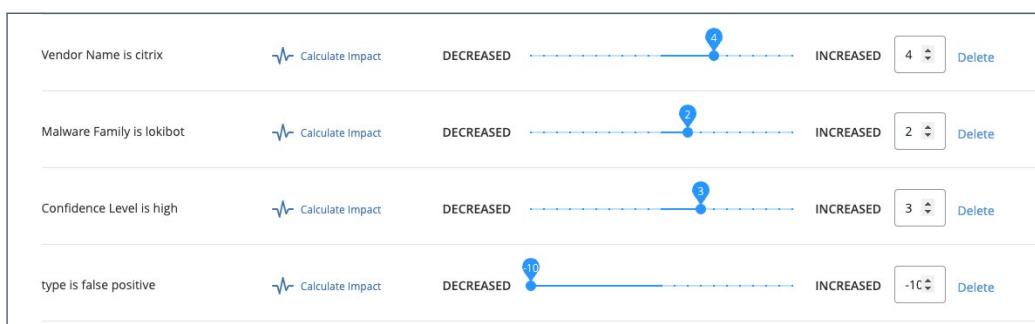 Vendor Name is citrix Calculate Impact DECREASED 4 INCREASED 4 Delete
Malware Family is lokibot Calculate Impact DECREASED 2 INCREASED 2 Delete
Confidence Level is high Calculate Impact DECREASED 3 INCREASED 3 Delete
type is false positive Calculate Impact DECREASED -10 INCREASED -10 Delete